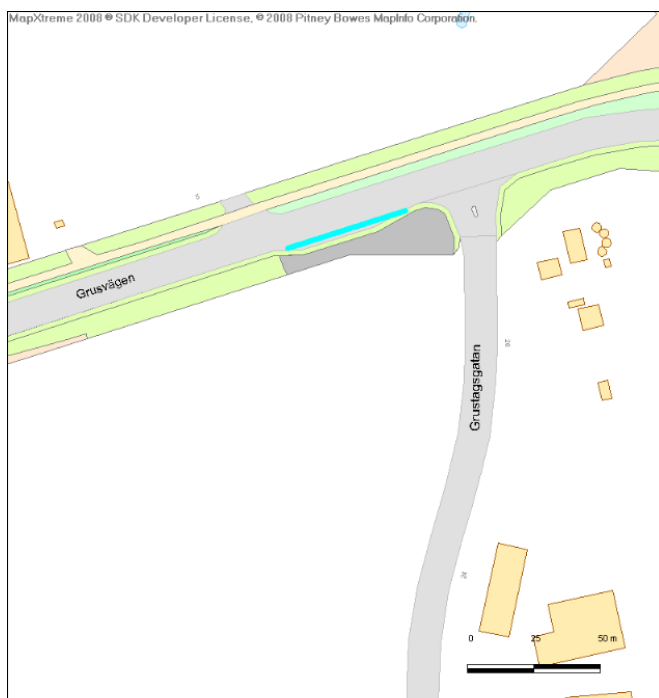 MapXtreme 2008 ® SDK Developer License, © 2008 Pitney Bowes MapInfo Corporation.
Grusvägen
Grustagsgatan
0 25 50 m